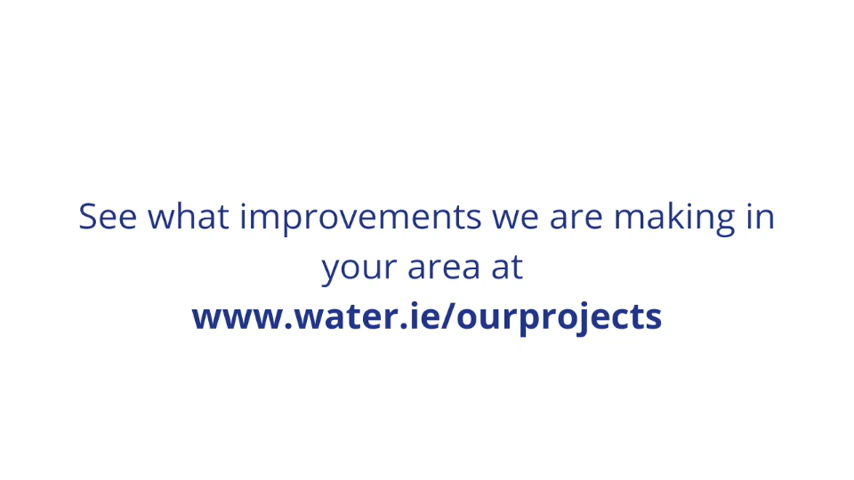 See what improvements we are making in
your area at
www.water.ie/ourprojects